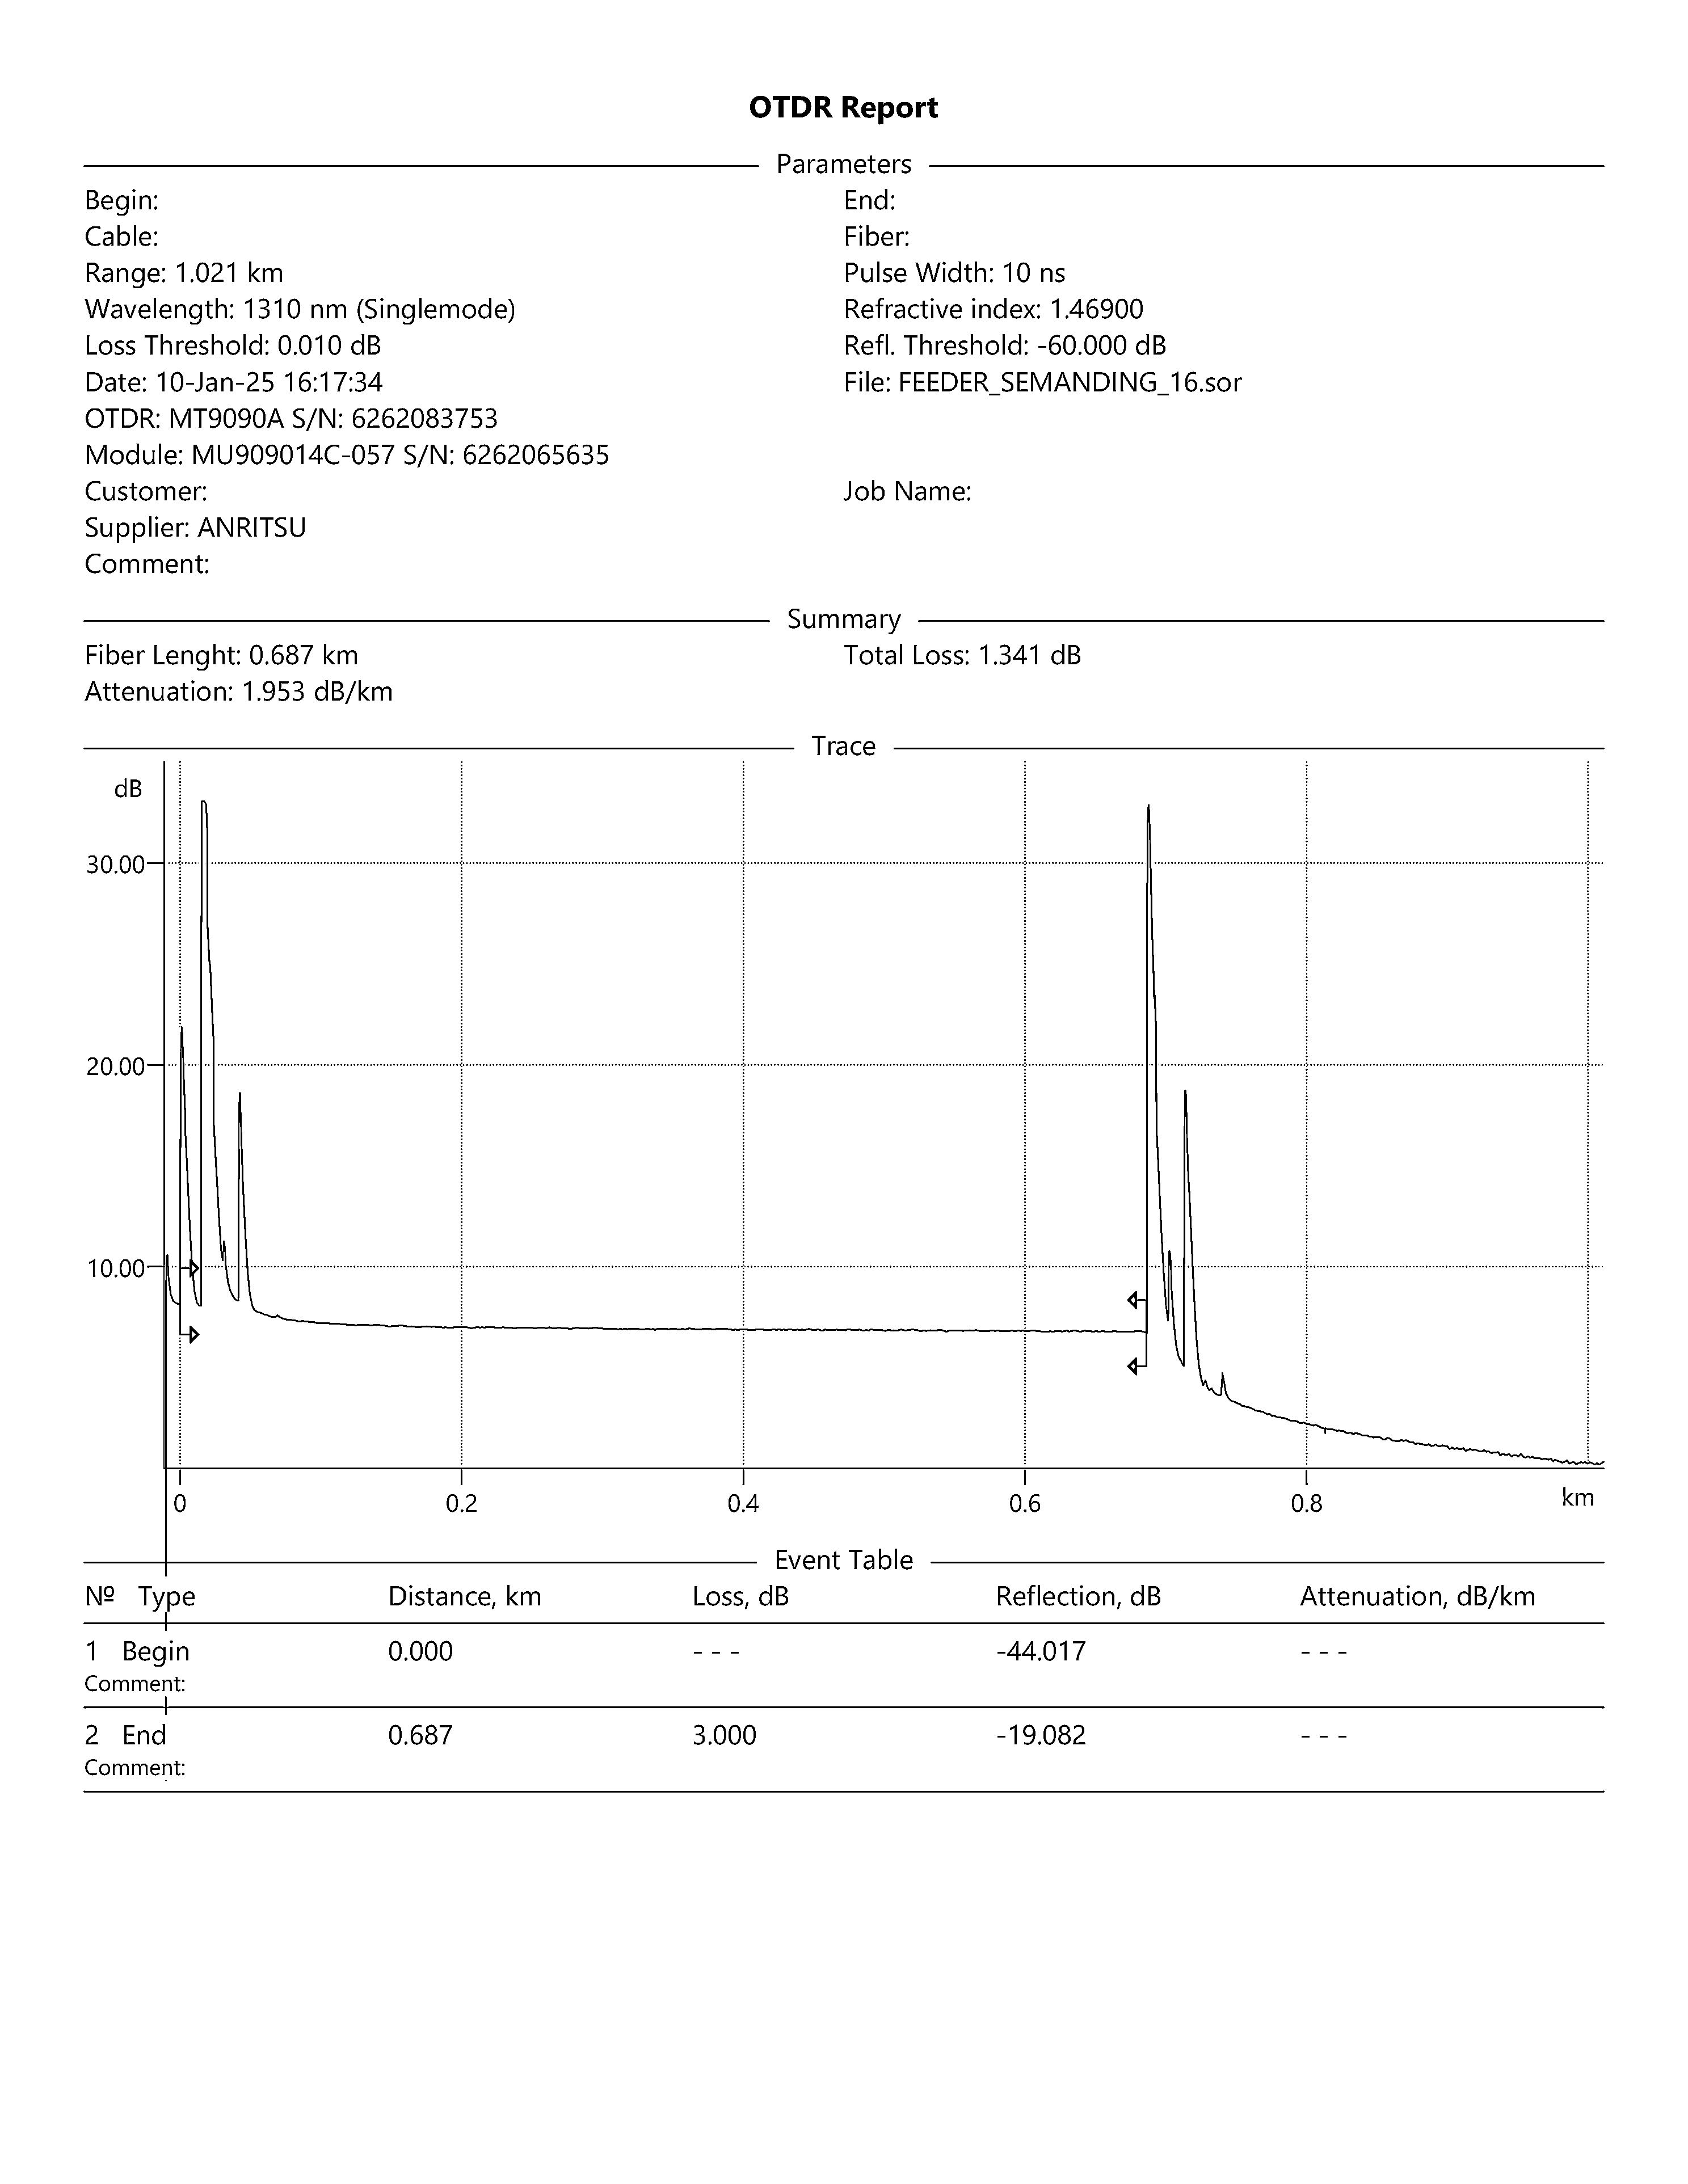 OTDR Report
Parameters
Begin: End:
Cable: Fiber:
Range: 1.021 km Pulse Width: 10 ns
Wavelength: 1310 nm (Singlemode) Refractive index: 1.46900
Loss Threshold: 0.010 dB Refl. Threshold: -60.000 dB
Date: 10-Jan-25 16:17:34 File: FEEDER_SEMANDING_16.sor
OTDR: MT9090A S/N: 6262083753
Module: MU909014C-057 S/N: 6262065635
Customer: Job Name:
Supplier: ANRITSU
Comment:
Summary
Fiber Lenght: 0.687 km Total Loss: 1.341 dB
Attenuation: 1.953 dB/km
Trace
dB
30.00
20.00
10.00
0 0.2 0.4 0.6 0.8 km
Event Table
Nº Type Distance, km Loss, dB Reflection, dB Attenuation, dB/km
1 Begin 0.000 - - - -44.017 - - -
Comment:
2 End 0.687 3.000 -19.082 - - -
Comment: